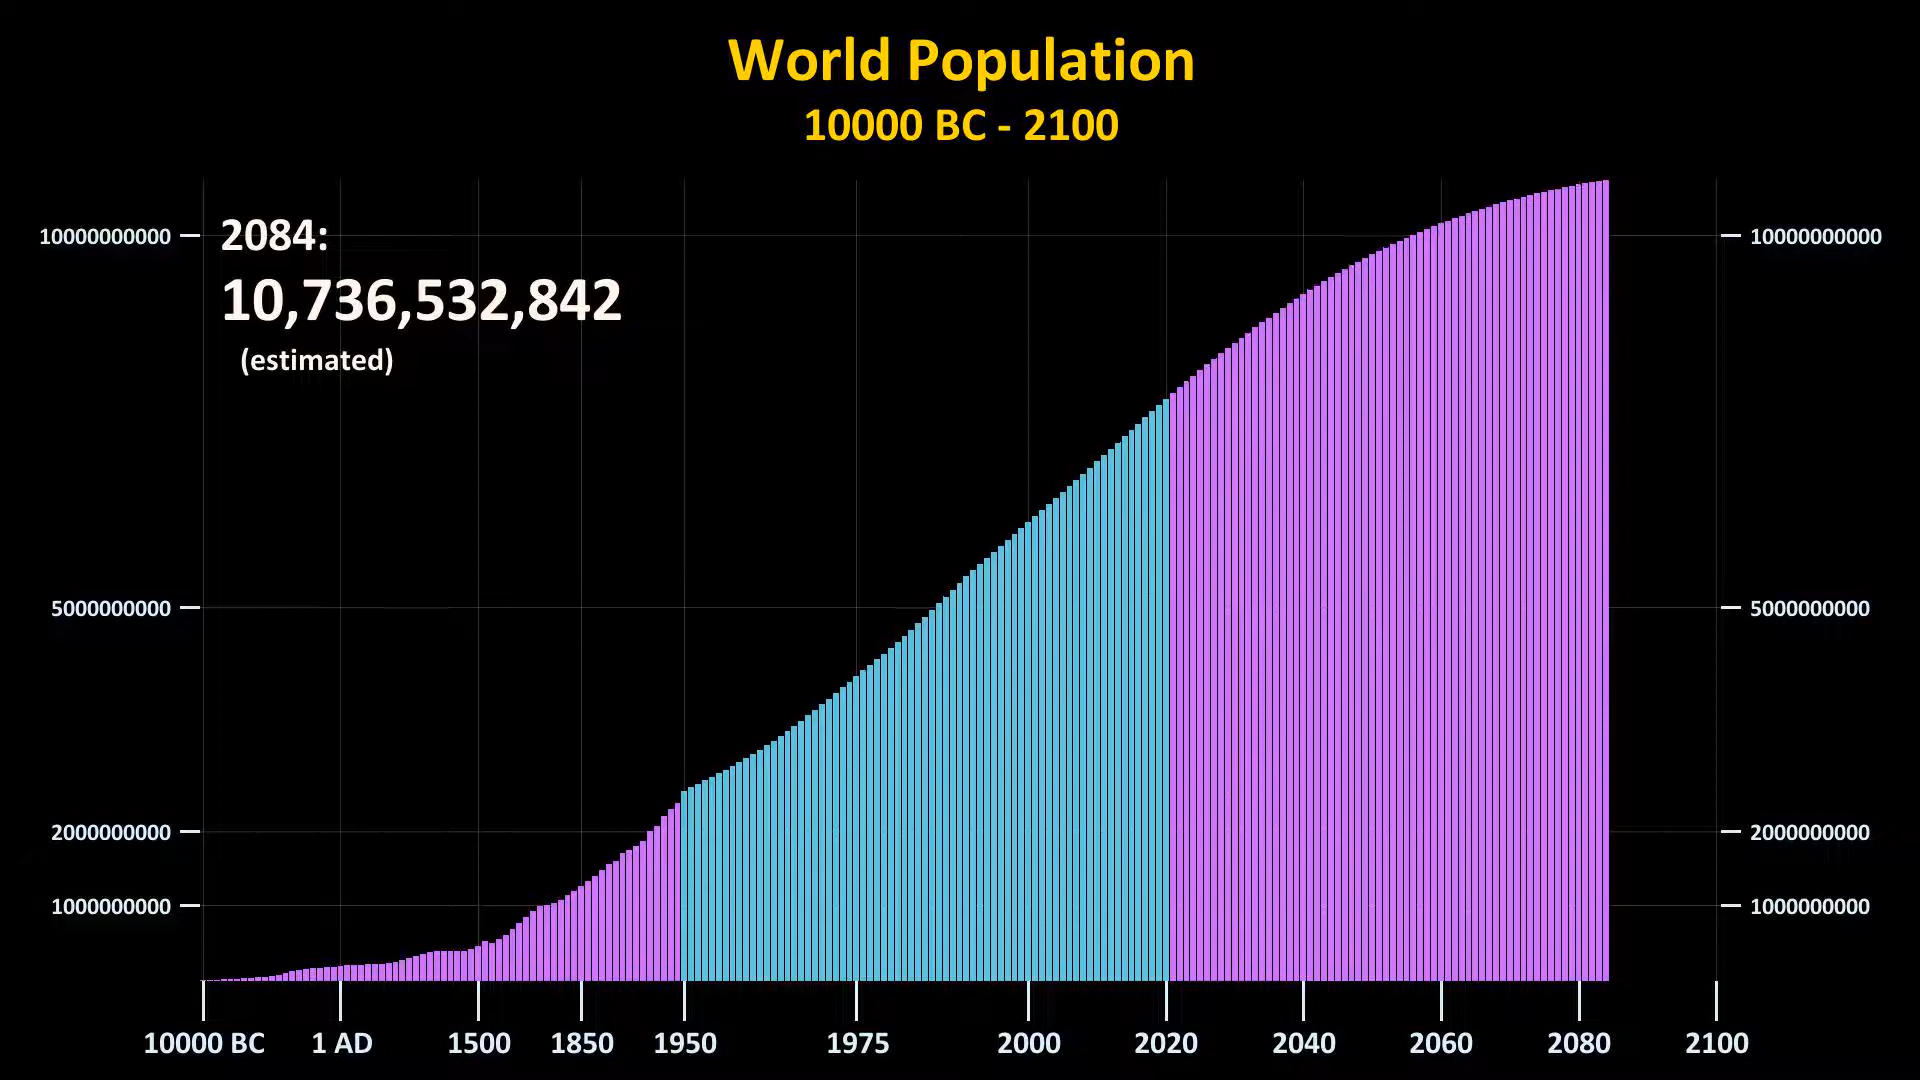 World Population
10000 BC - 2100
2084:
10,736,532,842
(estimated)
10000000000
10000000000
5000000000
5000000000
2000000000
2000000000
1000000000
1000000000
10000 BC 1 AD 1500 1850 1950 1975 2000 2020 2040 2060 2080 2100